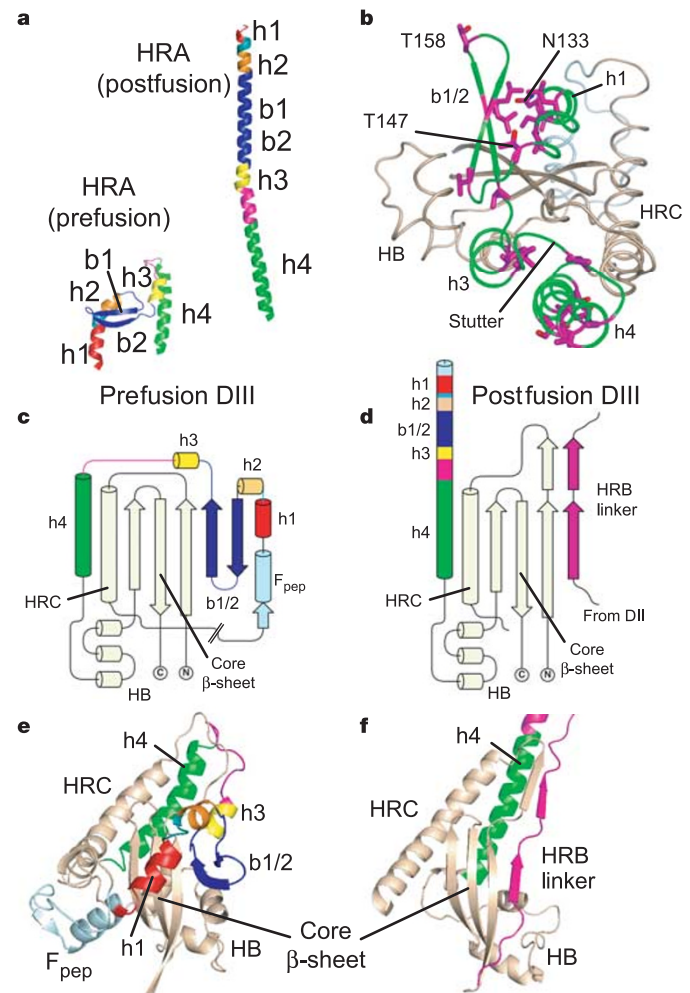 a
HRA
(postfusion)
h1
h2
b1
b2
h3
h4
HRA
(prefusion)
b1
h2
h3
h4
b2
h1
b
T158
N133
b1/2
h1
T147
HB
HRC
h3
Stutter
h4
Prefusion DIII
c
h3
h2
h4
h1
Fpep
HRC
b1/2
Core
β-sheet
C
N
HB
Postfusion DIII
d
h1
h2
b1/2
h3
HRB
linker
h4
HRC
From DII
Core
β-sheet
C
N
HB
e
h4
HRC
h3
b1/2
h1
HB
Fpep
Core
β-sheet
f
h4
HRC
HRB
linker
HB